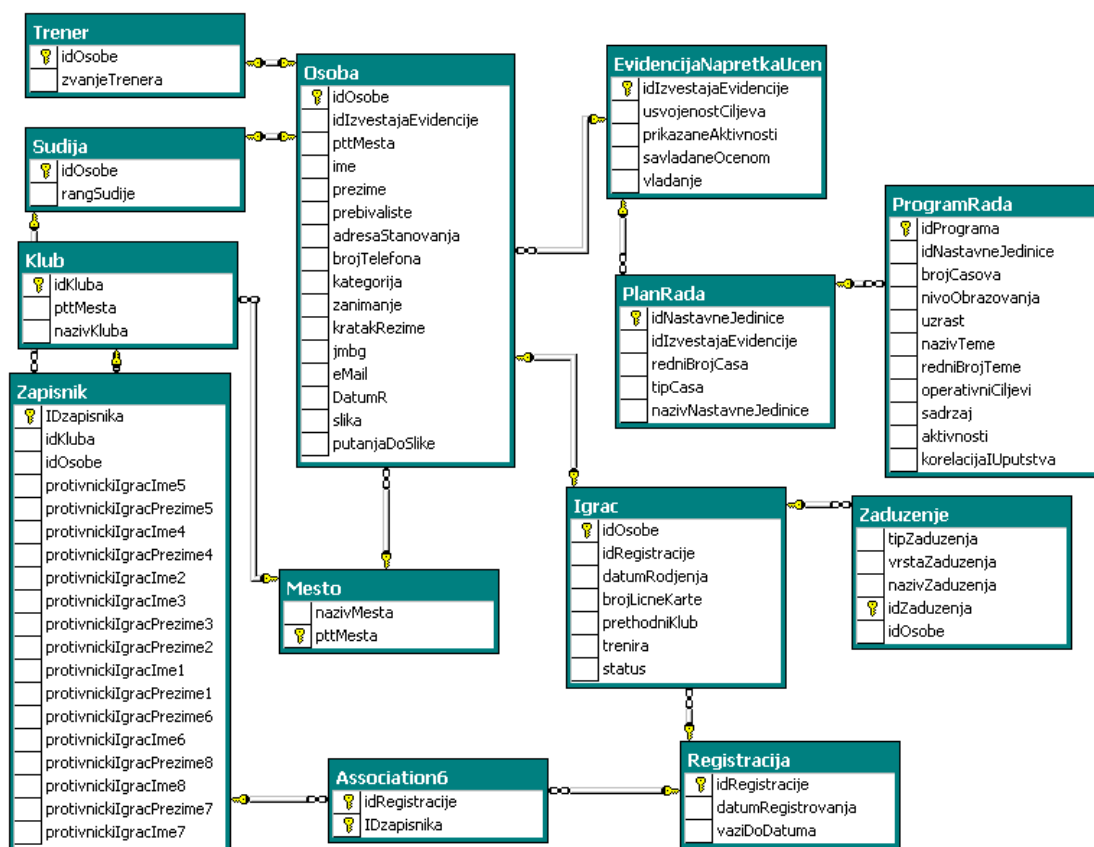 Trener
idOsobe
zvanjeTrenera
Sudija
idOsobe
rangSudije
Klub
idKluba
pttMesta
nazivKluba
Zapisnik
IDzapisnika
idKluba
idOsobe
protivnickiIgracIme5
protivnickiIgracPrezime5
protivnickiIgracIme4
protivnickiIgracPrezime4
protivnickiIgracIme2
protivnickiIgracIme3
protivnickiIgracPrezime3
protivnickiIgracPrezime2
protivnickiIgracIme1
protivnickiIgracPrezime1
protivnickiIgracPrezime6
protivnickiIgracIme6
protivnickiIgracPrezime8
protivnickiIgracIme8
protivnickiIgracPrezime7
protivnickiIgracIme7
Osoba
idOsobe
idIzvestajaEvidencije
pttMesta
ime
prezime
prebivaliste
adresaStanovanja
brojTelefona
kategorija
zanimanje
kratakRezime
jmbg
eMail
DatumR
slika
putanjaDoSlike
Mesto
nazivMesta
pttMesta
Association6
idRegistracije
IDzapisnika
EvidencijaNapretkaUcen
idIzvestajaEvidencije
usvojenostCiljeva
prikazaneAktivnosti
savladaneOcenom
vladanje
PlanRada
idNastavneJedinice
idIzvestajaEvidencije
redniBrojCasa
tipCasa
nazivNastavneJedinice
ProgramRada
idPrograma
idNastavneJedinice
brojCasova
nivoObrazovanja
uzrast
nazivTeme
redniBrojTeme
operativniCiljevi
sadrzaj
aktivnosti
korelacijaIUputstva
Igrac
idOsobe
idRegistracije
datumRodjenja
brojLicneKarte
prethodniKlub
trenira
status
Zaduzenje
tipZaduzenja
vrstaZaduzenja
nazivZaduzenja
idZaduzenja
idOsobe
Registracija
idRegistracije
datumRegistrovanja
vaziDoDatuma